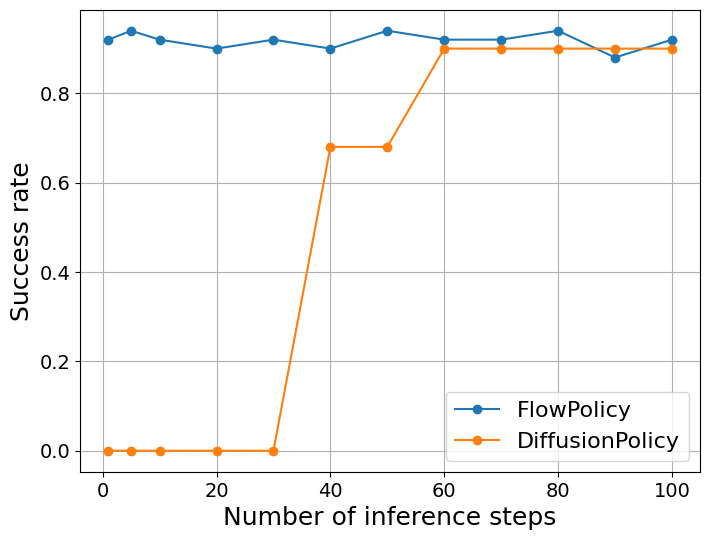 Success rate
0.8
0.6
0.4
0.2
0.0
0 20 40 60 80 100
Number of inference steps
FlowPolicy
DiffusionPolicy